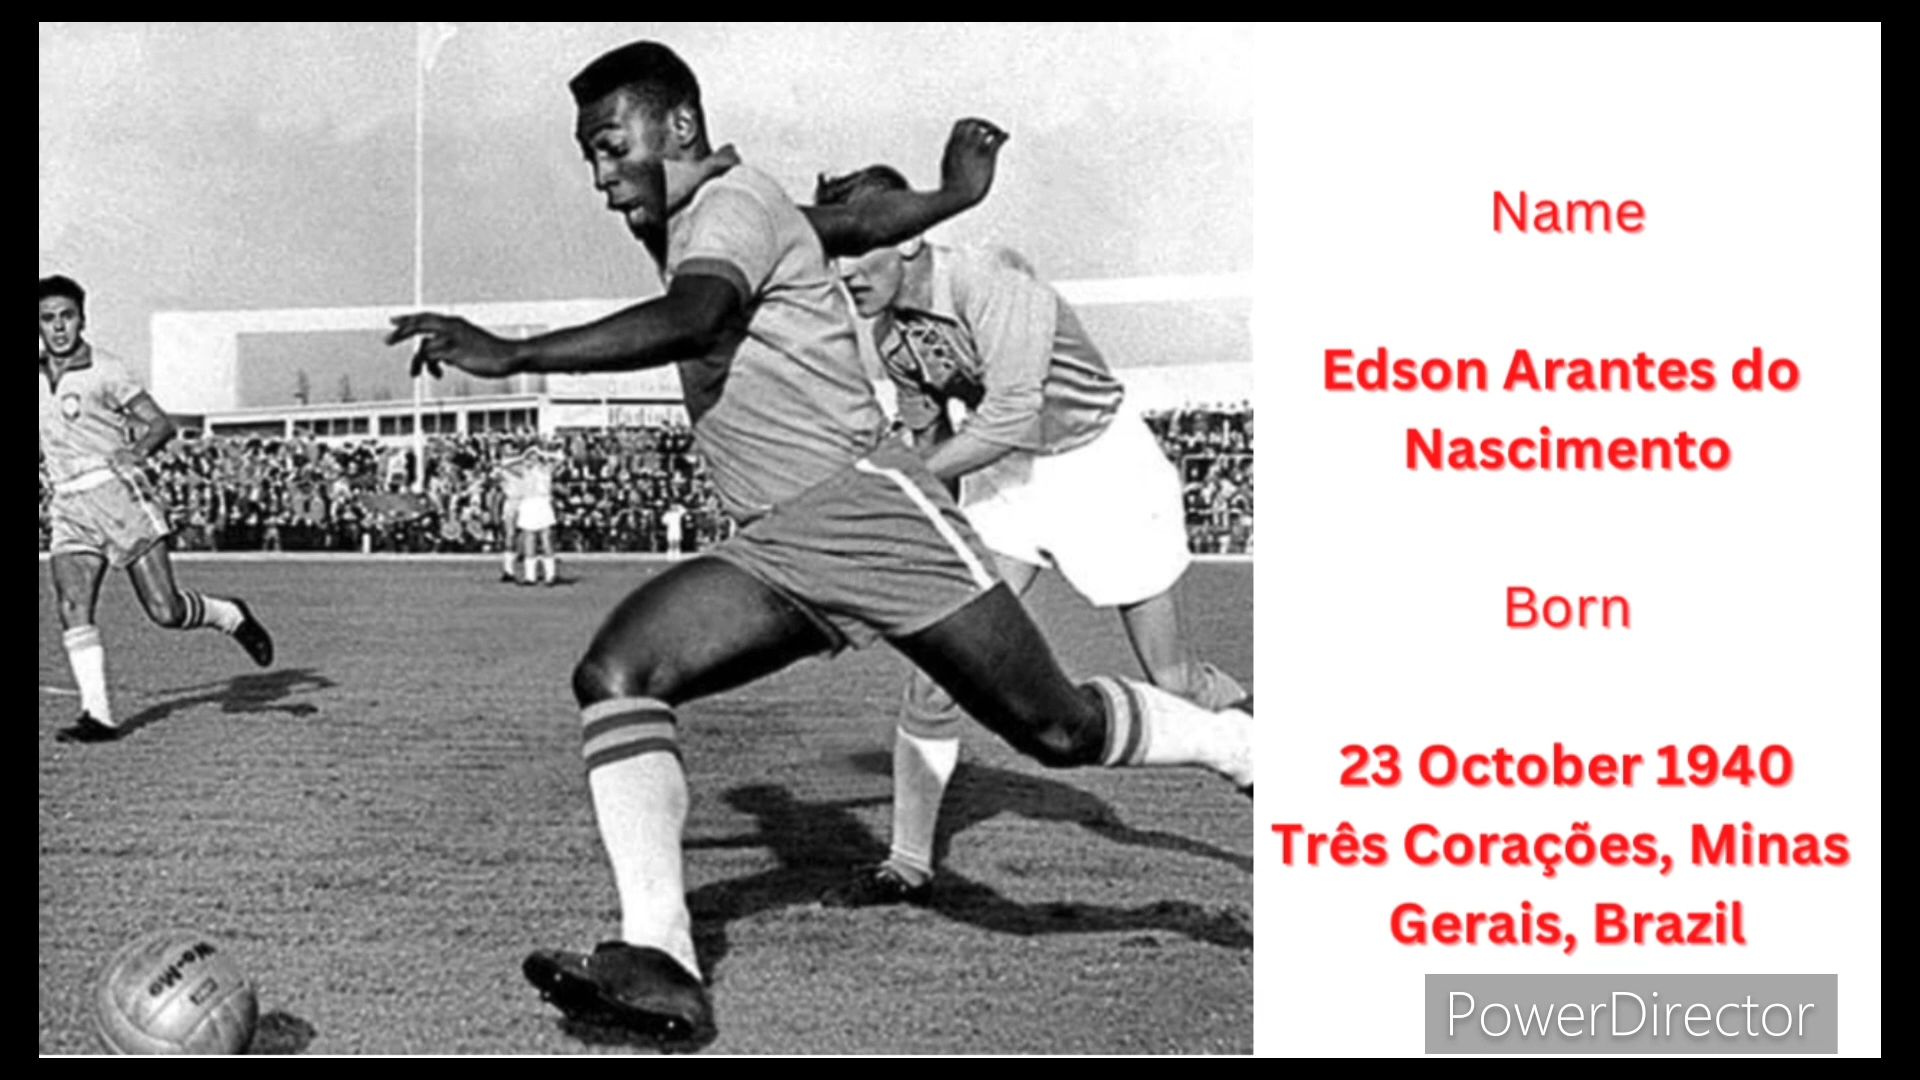 Name
Edson Arantes do
Nascimento
Born
23 October 1940
Três Corações, Minas
Gerais, Brazil
PowerDirector